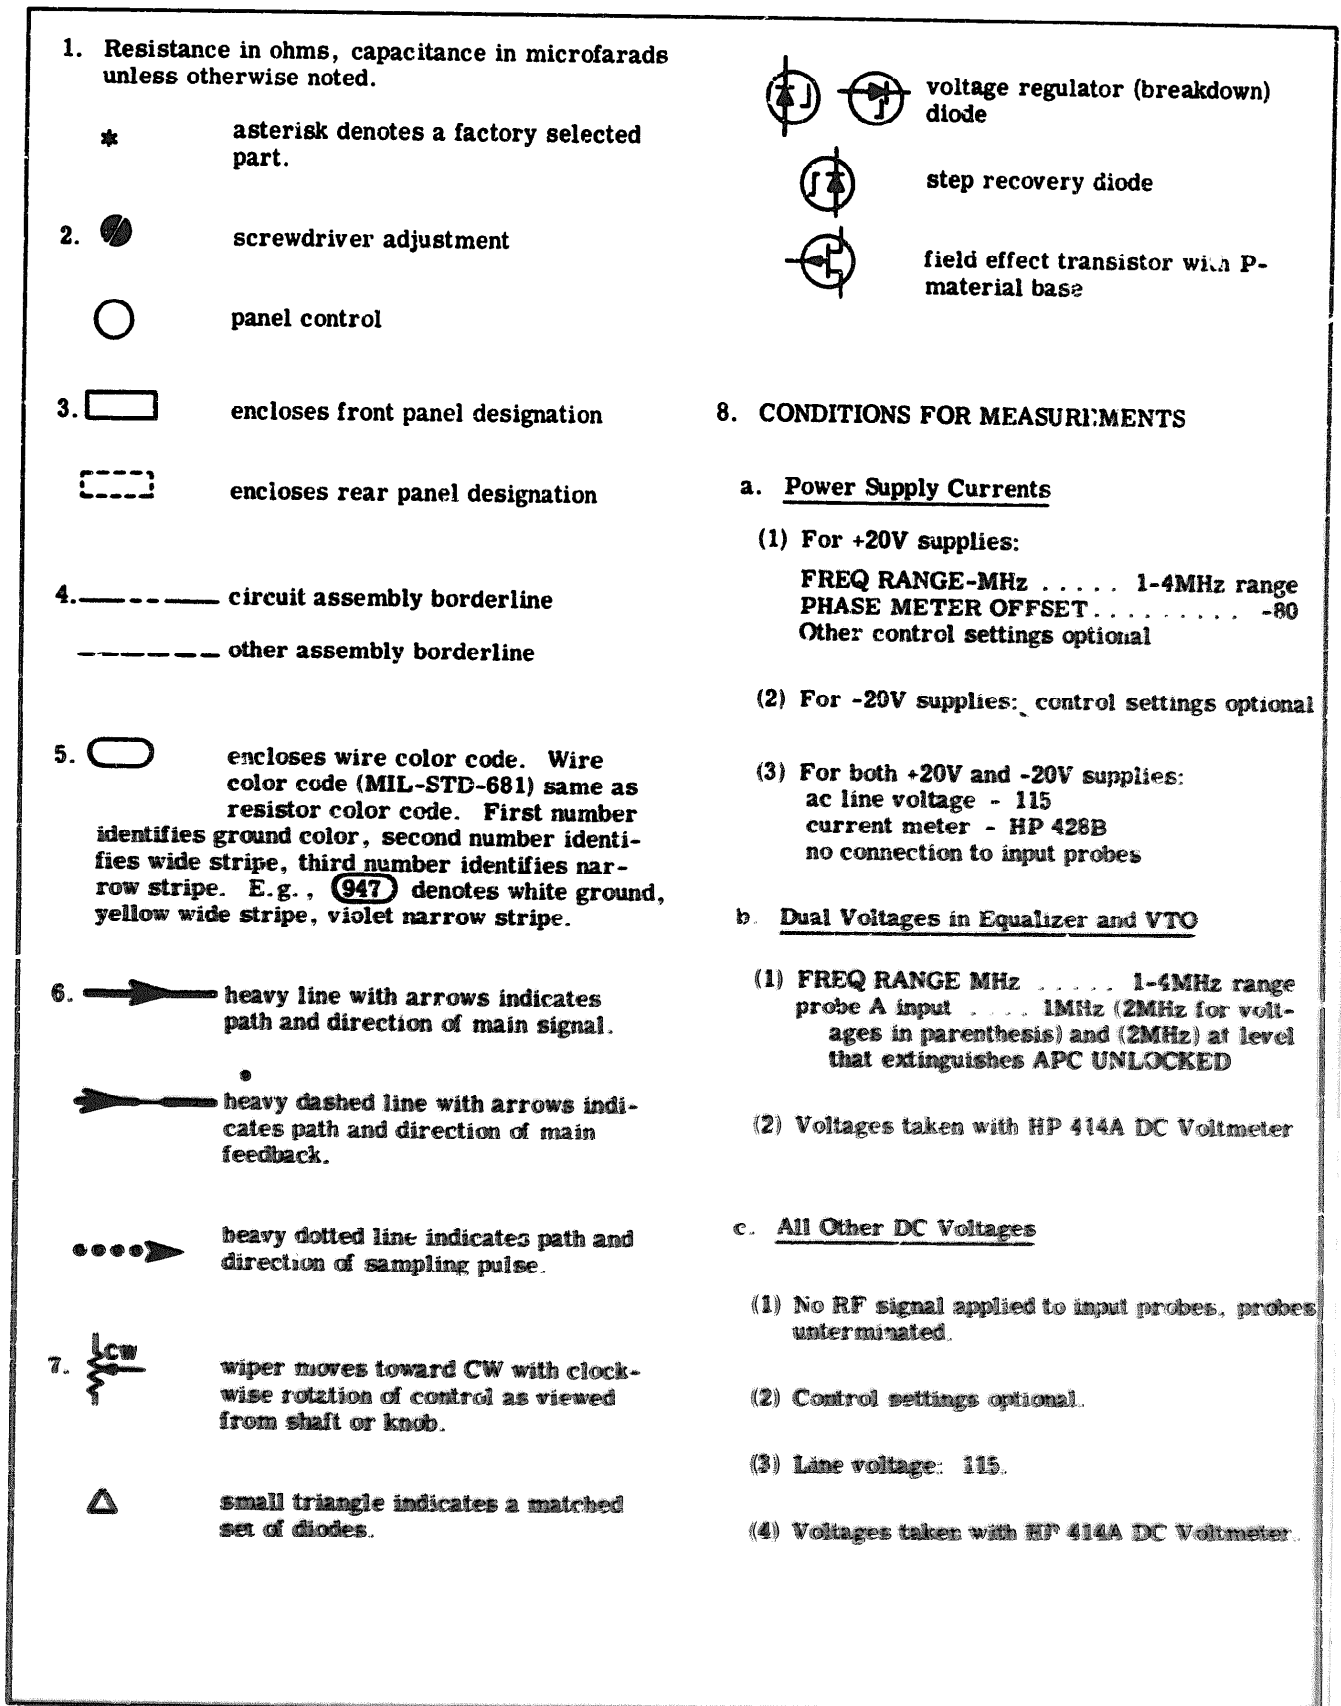 1. Resistance in ohms, capacitance in microfarads
unless otherwise noted.
* asterisk denotes a factory selected
part.
2. screwdriver adjustment
panel control
3. encloses front panel designation
encloses rear panel designation
4. circuit assembly borderline
other assembly borderline
5. encloses wire color code. Wire
color code (MIL-STD-681) same as
resistor color code. First number
identifies ground color, second number identi-
fies wide stripe, third number identifies nar-
row stripe. E.g., 947 denotes white ground,
yellow wide stripe, violet narrow stripe.
6. heavy line with arrows indicates
path and direction of main signal.
heavy dashed line with arrows indi-
cates path and direction of main
feedback.
heavy dotted line indicates path and
direction of sampling pulse.
7. CW
wiper moves toward CW with clock-
wise rotation of control as viewed
from shaft or knob.
small triangle indicates a matched
set of diodes.
voltage regulator (breakdown)
diode
step recovery diode
field effect transistor with P-
material base
8. CONDITIONS FOR MEASUREMENTS
a. Power Supply Currents
(1) For +20V supplies:
FREQ RANGE-MHz ..... 1-4MHz range
PHASE METER OFFSET......... -80
Other control settings optional
(2) For -20V supplies: control settings optional
(3) For both +20V and -20V supplies:
ac line voltage - 115
current meter - HP 428B
no connection to input probes
b. Dual Voltages in Equalizer and VTO
(1) FREQ RANGE MHz ..... 1-4MHz range
probe A input .... 1MHz (2MHz for volt-
ages in parenthesis) and (2MHz) at level
that extinguishes APC UNLOCKED
(2) Voltages taken with HP 414A DC Voltmeter
c. All Other DC Voltages
(1) No RF signal applied to input probes, probes
unterminated.
(2) Control settings optional.
(3) Line voltage: 115.
(4) Voltages taken with HP 414A DC Voltmeter.